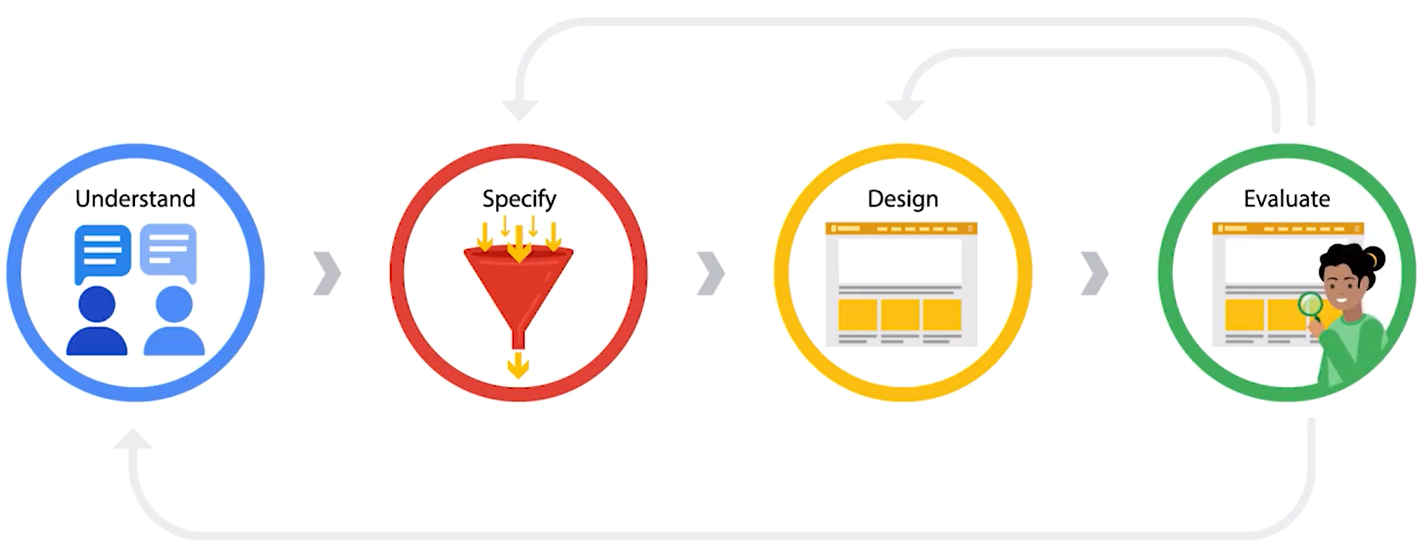 Understand
Specify
Design
Evaluate